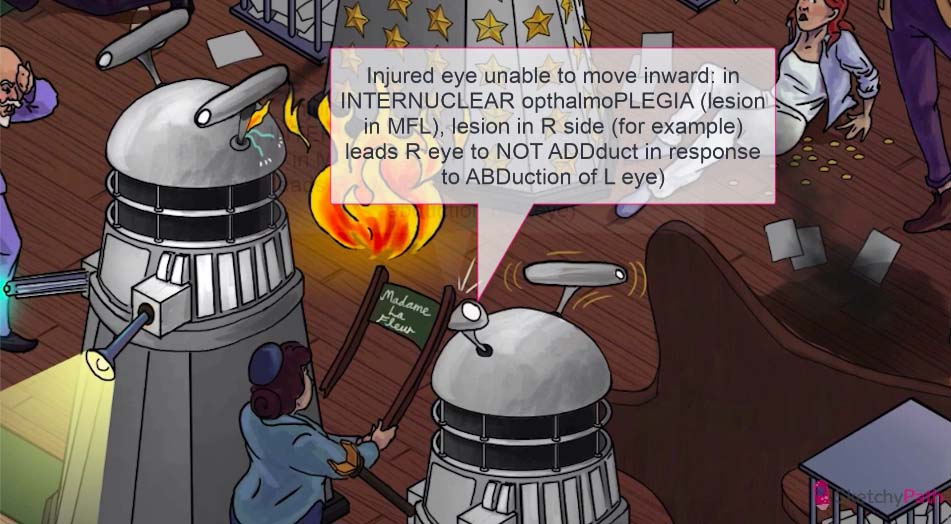 Injured eye unable to move inward: in
INTERNUCLEAR opthalmoPLEGIA (lesion
in MFL), lesion in R side (for example)
leads R eye to NOT ADDduct in response
to ABDuction of L eye)
Madame
La
Fleur
SketchyPath